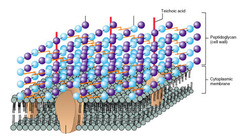 Teichoic acid
Peptidoglycan
(cell wall)
Cytoplasmic
membrane